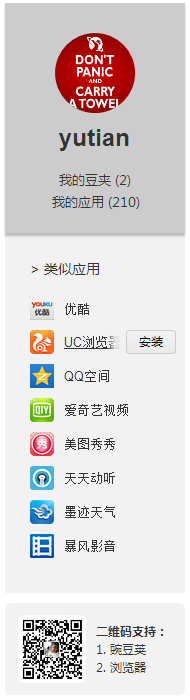 DON'T
PANIC
AND
CARRY
A TOWEL
yutian
我的豆夹 (2)
我的应用 (210)
> 类似应用
YOUKU
优酷
优酷
UC浏览器
安装
QQ空间
QIY
爱奇艺视频
秀
美图秀秀
天天动听
墨迹天气
暴风影音
二维码支持：
1. 豌豆荚
2. 浏览器